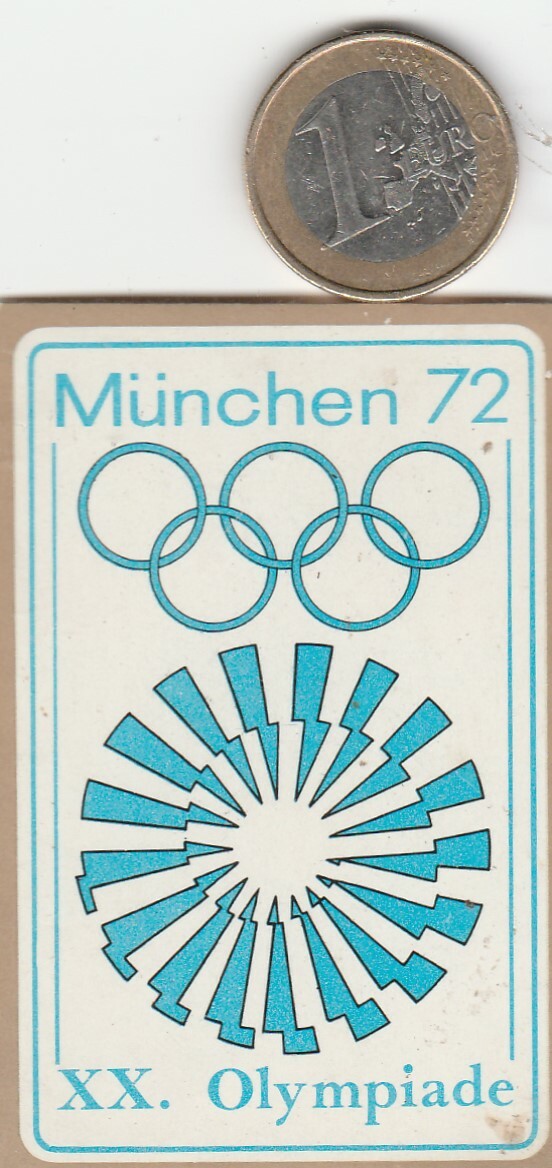 1 EURO
München 72
XX. Olympiade